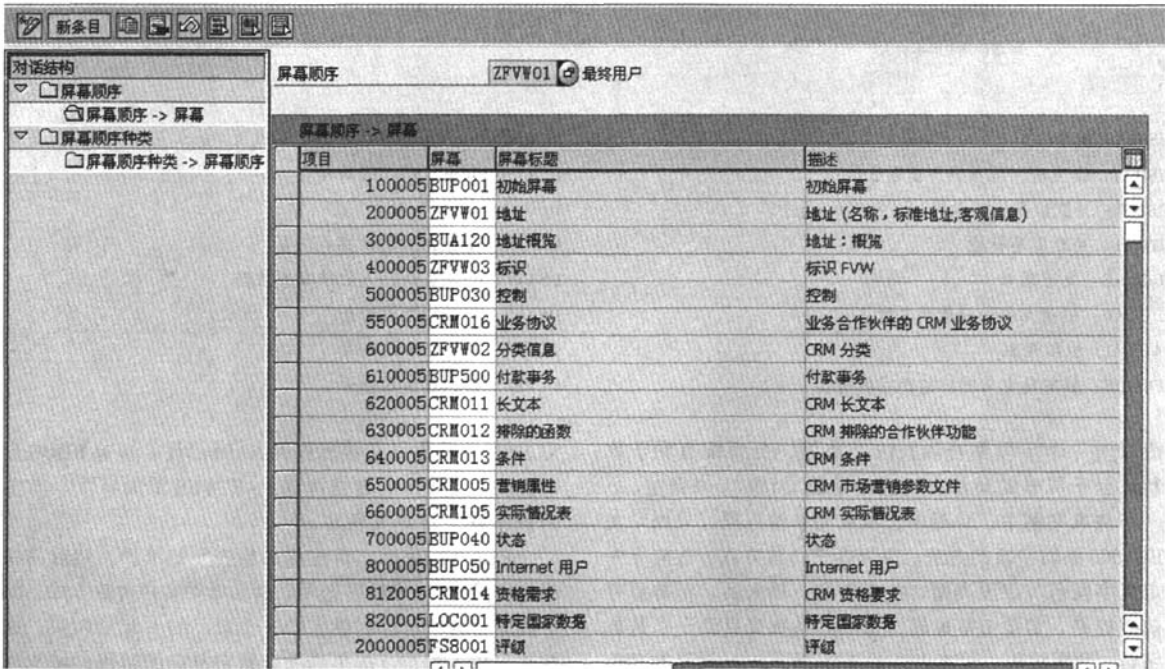 新条目
对话结构
屏幕顺序
屏幕顺序 -> 屏幕
屏幕顺序种类
屏幕顺序种类 -> 屏幕顺序
屏幕顺序 ZFVW01 最终用户
屏幕顺序 -> 屏幕
项目 屏幕 屏幕标题 描述
100005 BUP001 初始屏幕 初始屏幕
200005 ZFVW01 地址 地址 (名称，标准地址,客观信息)
300005 BUA120 地址概览 地址：概览
400005 ZFVW03 标识 标识 FVW
500005 BUP030 控制 控制
550005 CRM016 业务协议 业务合作伙伴的 CRM 业务协议
600005 ZFVW02 分类信息 CRM 分类
610005 BUP500 付款事务 付款事务
620005 CRM011 长文本 CRM 长文本
630005 CRM012 排除的函数 CRM 排除的合作伙伴功能
640005 CRM013 条件 CRM 条件
650005 CRM005 营销属性 CRM 市场营销参数文件
660005 CRM105 实际情况表 CRM 实际情况表
700005 BUP040 状态 状态
800005 BUP050 Internet 用户 Internet 用户
812005 CRM014 资格需求 CRM 资格要求
820005 LOC001 特定国家数据 特定国家数据
2000005 FS8001 评级 评级